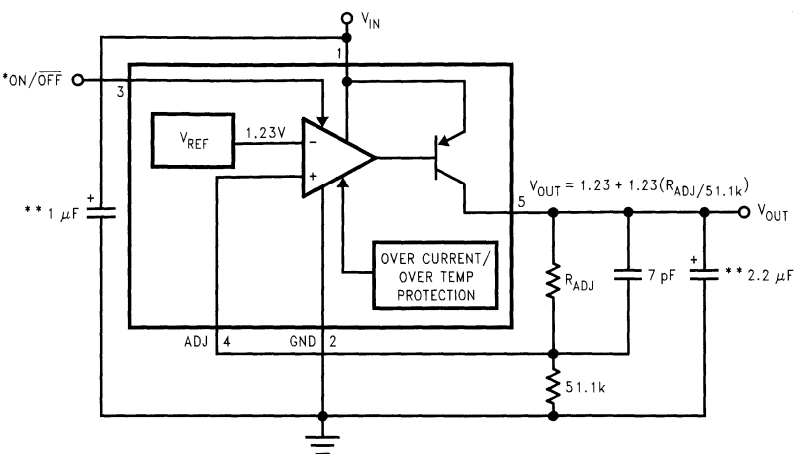 V_IN
1
*ON/O̅F̅F̅
3
V_REF
1.23V
−
+
V_OUT = 1.23 + 1.23(R_ADJ/51.1k)
5
V_OUT
+
** 1 μF
OVER CURRENT/
OVER TEMP
PROTECTION
R_ADJ
7 pF
+
** 2.2 μF
ADJ 4
GND 2
51.1k